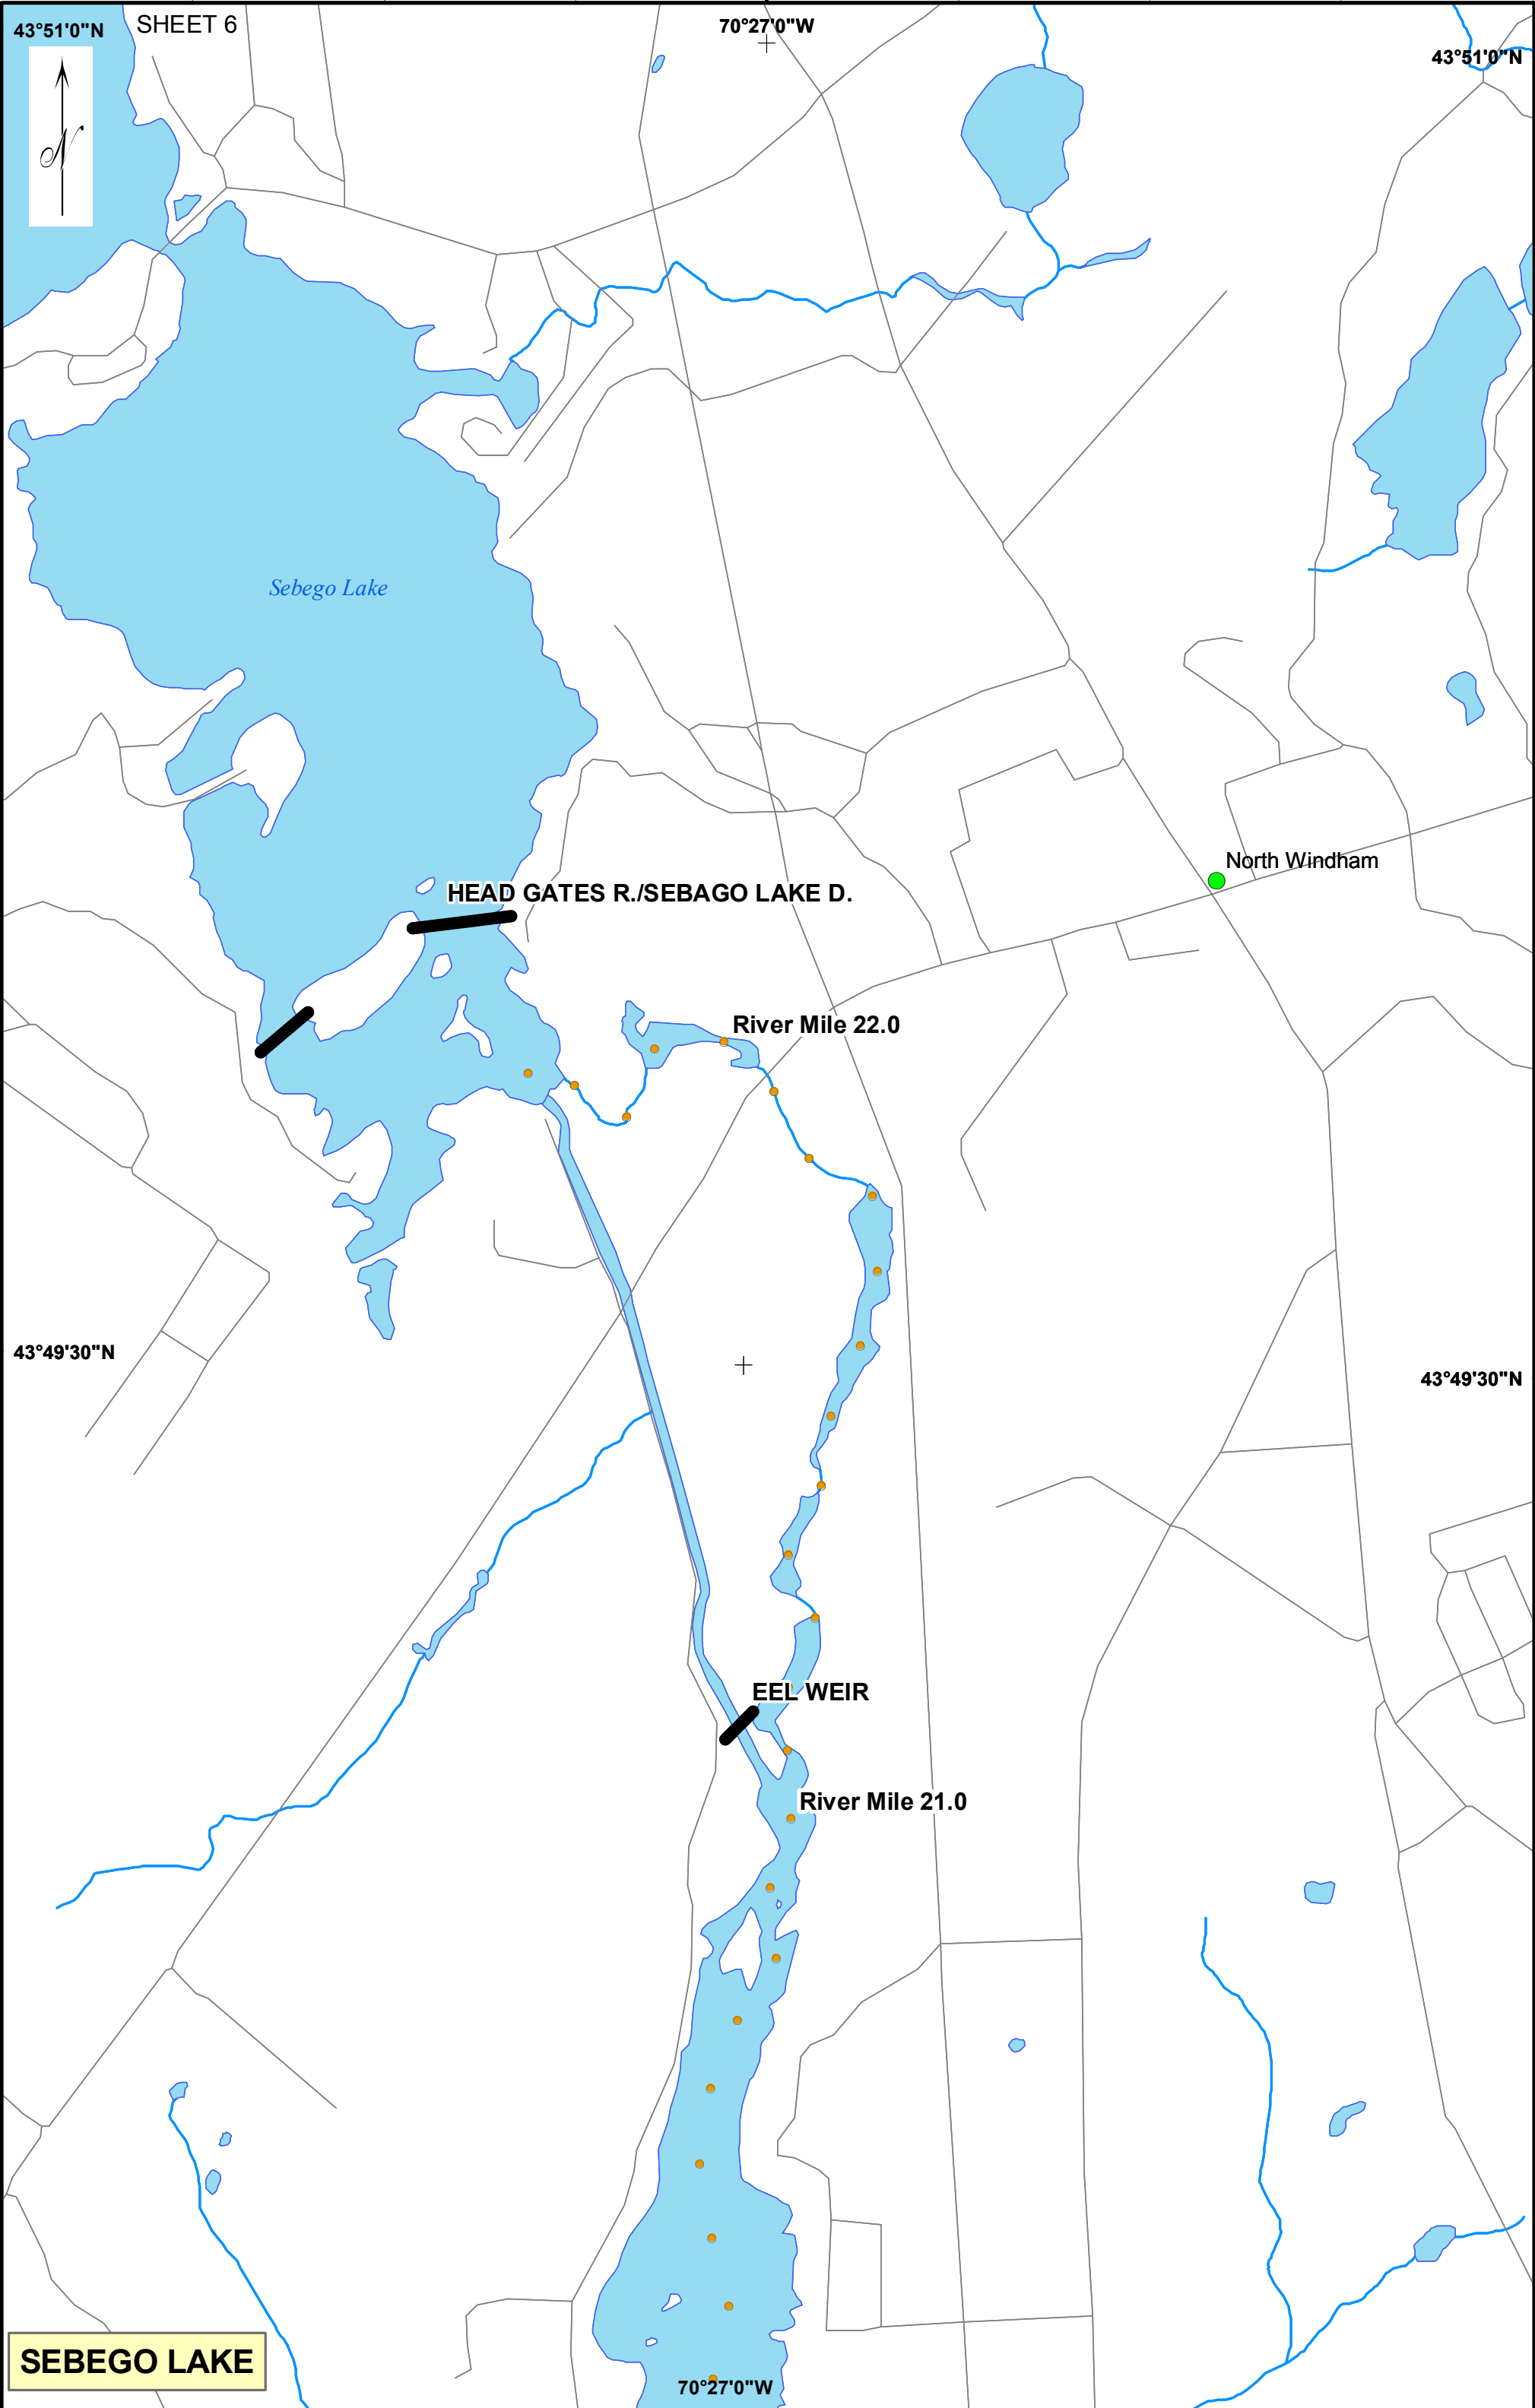 SHEET 6
70°27'0"W
43°51'0"N
43°51'0"N
N
Sebego Lake
North Windham
HEAD GATES R./SEBAGO LAKE D.
River Mile 22.0
43°49'30"N
43°49'30"N
EEL WEIR
River Mile 21.0
SEBEGO LAKE
70°27'0"W